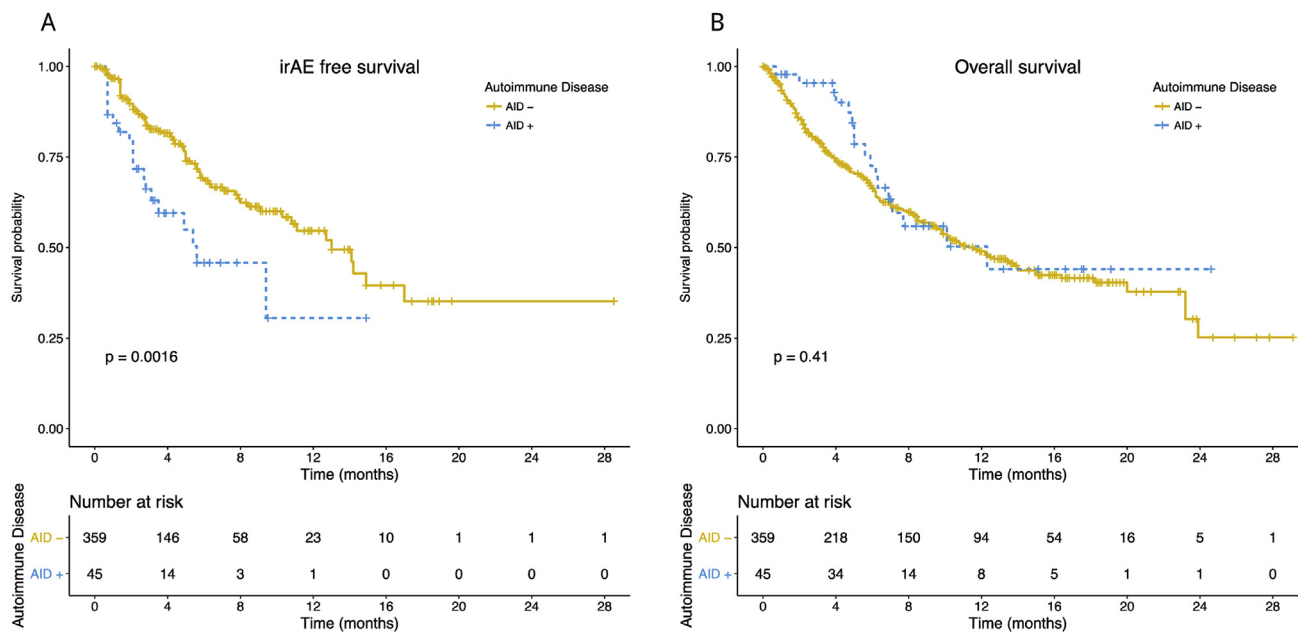 A
irAE free survival
Autoimmune Disease
AID −
AID +
Survival probability
1.00
0.75
0.50
0.25
0.00
p = 0.0016
0 4 8 12 16 20 24 28
Time (months)
Number at risk
Autoimmune Disease
AID − 359 146 58 23 10 1 1 1
AID + 45 14 3 1 0 0 0 0
0 4 8 12 16 20 24 28
Time (months)
B
Overall survival
Autoimmune Disease
AID −
AID +
Survival probability
1.00
0.75
0.50
0.25
0.00
p = 0.41
0 4 8 12 16 20 24 28
Time (months)
Number at risk
Autoimmune Disease
AID − 359 218 150 94 54 16 5 1
AID + 45 34 14 8 5 1 1 0
0 4 8 12 16 20 24 28
Time (months)